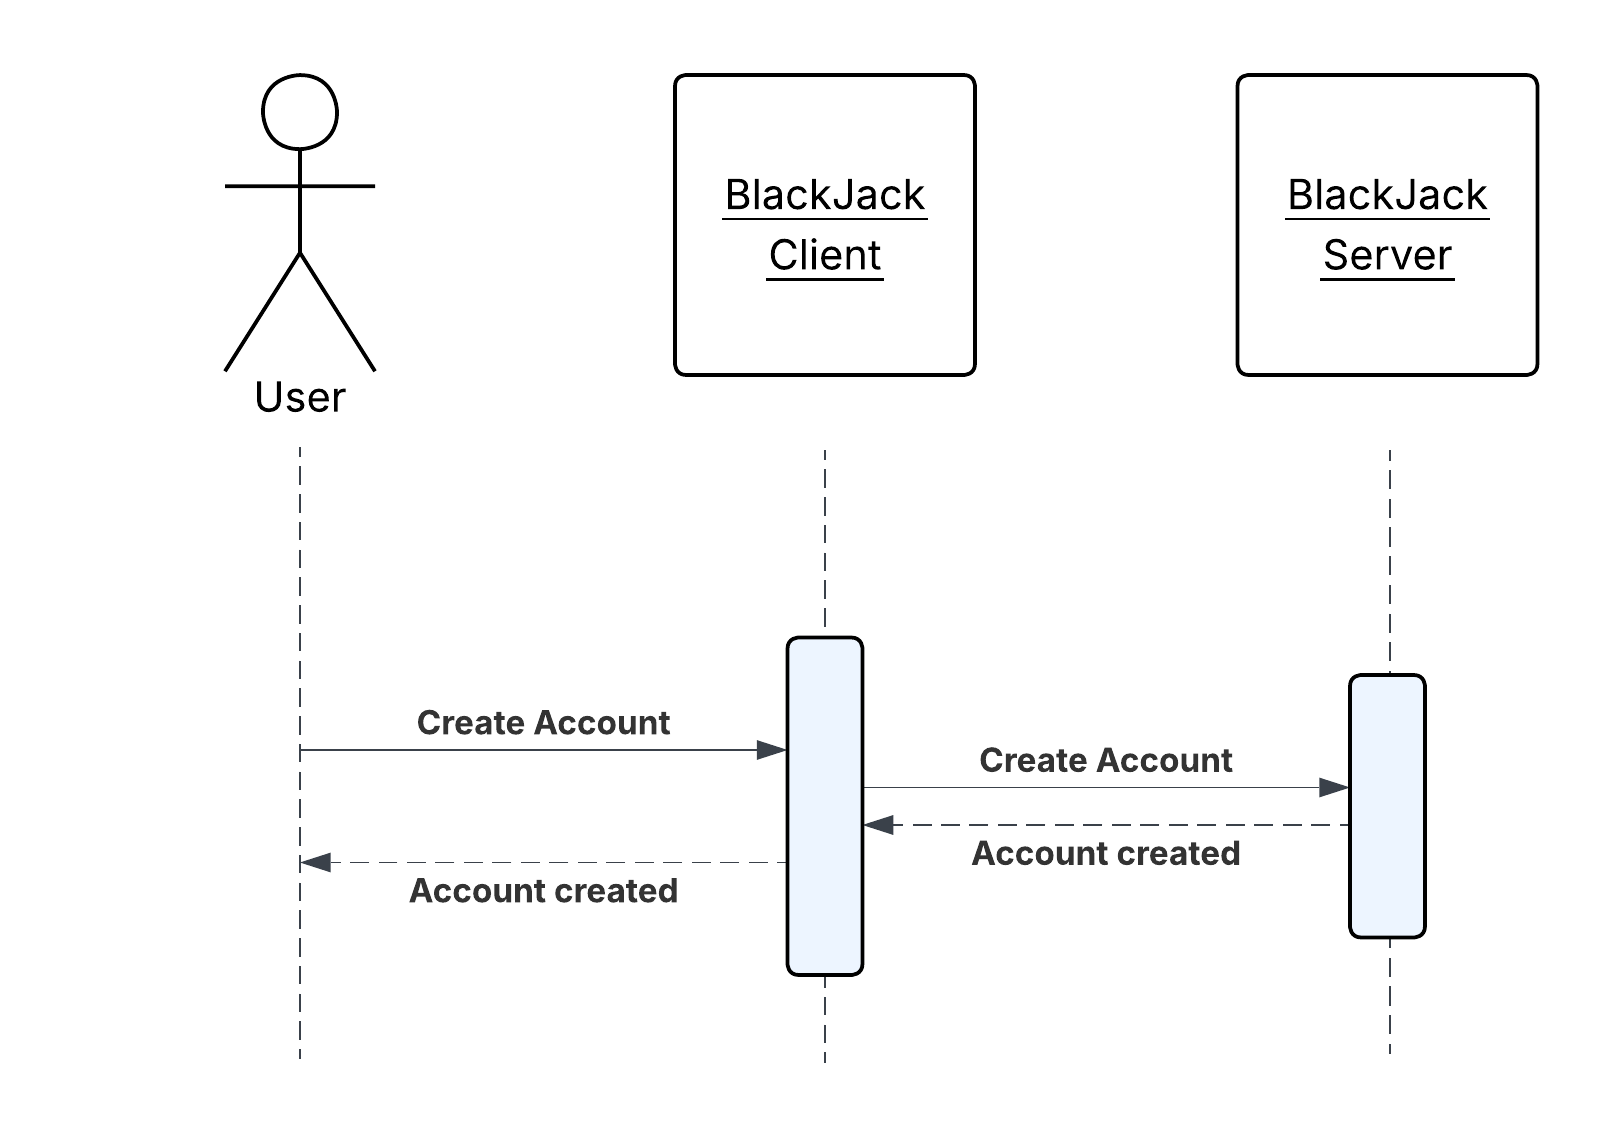 BlackJack
Client
BlackJack
Server
User
Create Account
Create Account
Account created
Account created